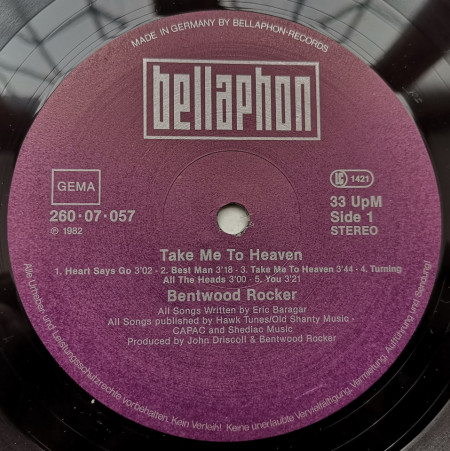 MADE IN GERMANY BY BELLAPHON-RECORDS
bellaphon
GEMA
LC 1421
260·07·057
33 UpM
Side 1
℗ 1982
STEREO
Take Me To Heaven
1. Heart Says Go 3'02 - 2. Best Man 3'18 - 3. Take Me To Heaven 3'44 - 4. Turning
All The Heads 3'00 - 5. You 3'21
Bentwood Rocker
All Songs Written by Eric Baragar
All Songs published by Hawk Tunes/Old Shanty Music -
CAPAC and Shediac Music
Produced by John Driscoll & Bentwood Rocker
Alle Urheber- und Leistungsschutzrechte vorbehalten. Kein Verleih! Keine unerlaubte Vervielfältigung, Vermietung, Aufführung und Sendung!